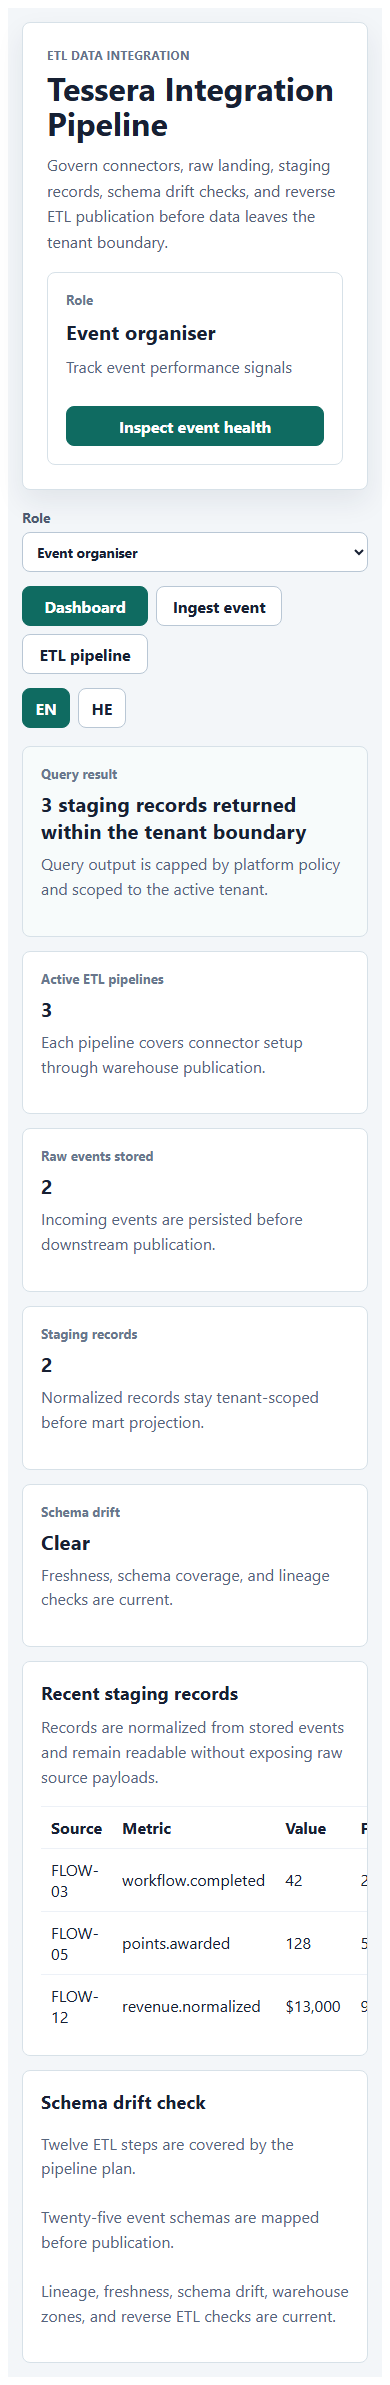 ETL DATA INTEGRATION
Tessera Integration
Pipeline
Govern connectors, raw landing, staging
records, schema drift checks, and reverse
ETL publication before data leaves the
tenant boundary.
Role
Event organiser
Track event performance signals
Inspect event health
Role
Event organiser
Dashboard
Ingest event
ETL pipeline
EN
HE
Query result
3 staging records returned
within the tenant boundary
Query output is capped by platform policy
and scoped to the active tenant.
Active ETL pipelines
3
Each pipeline covers connector setup
through warehouse publication.
Raw events stored
2
Incoming events are persisted before
downstream publication.
Staging records
2
Normalized records stay tenant-scoped
before mart projection.
Schema drift
Clear
Freshness, schema coverage, and lineage
checks are current.
Recent staging records
Records are normalized from stored events
and remain readable without exposing raw
source payloads.
Source Metric Value
FLOW-
03 workflow.completed 42
FLOW-
05 points.awarded 128
FLOW-
12 revenue.normalized $13,000
Schema drift check
Twelve ETL steps are covered by the
pipeline plan.
Twenty-five event schemas are mapped
before publication.
Lineage, freshness, schema drift, warehouse
zones, and reverse ETL checks are current.